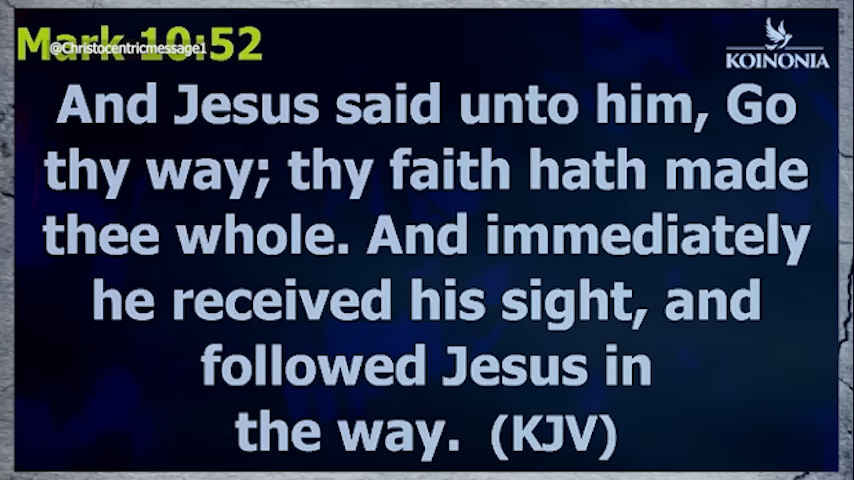 Mark 10:52
@Christocentricmessage1
KOINONIA
And Jesus said unto him, Go
thy way; thy faith hath made
thee whole. And immediately
he received his sight, and
followed Jesus in
the way. (KJV)